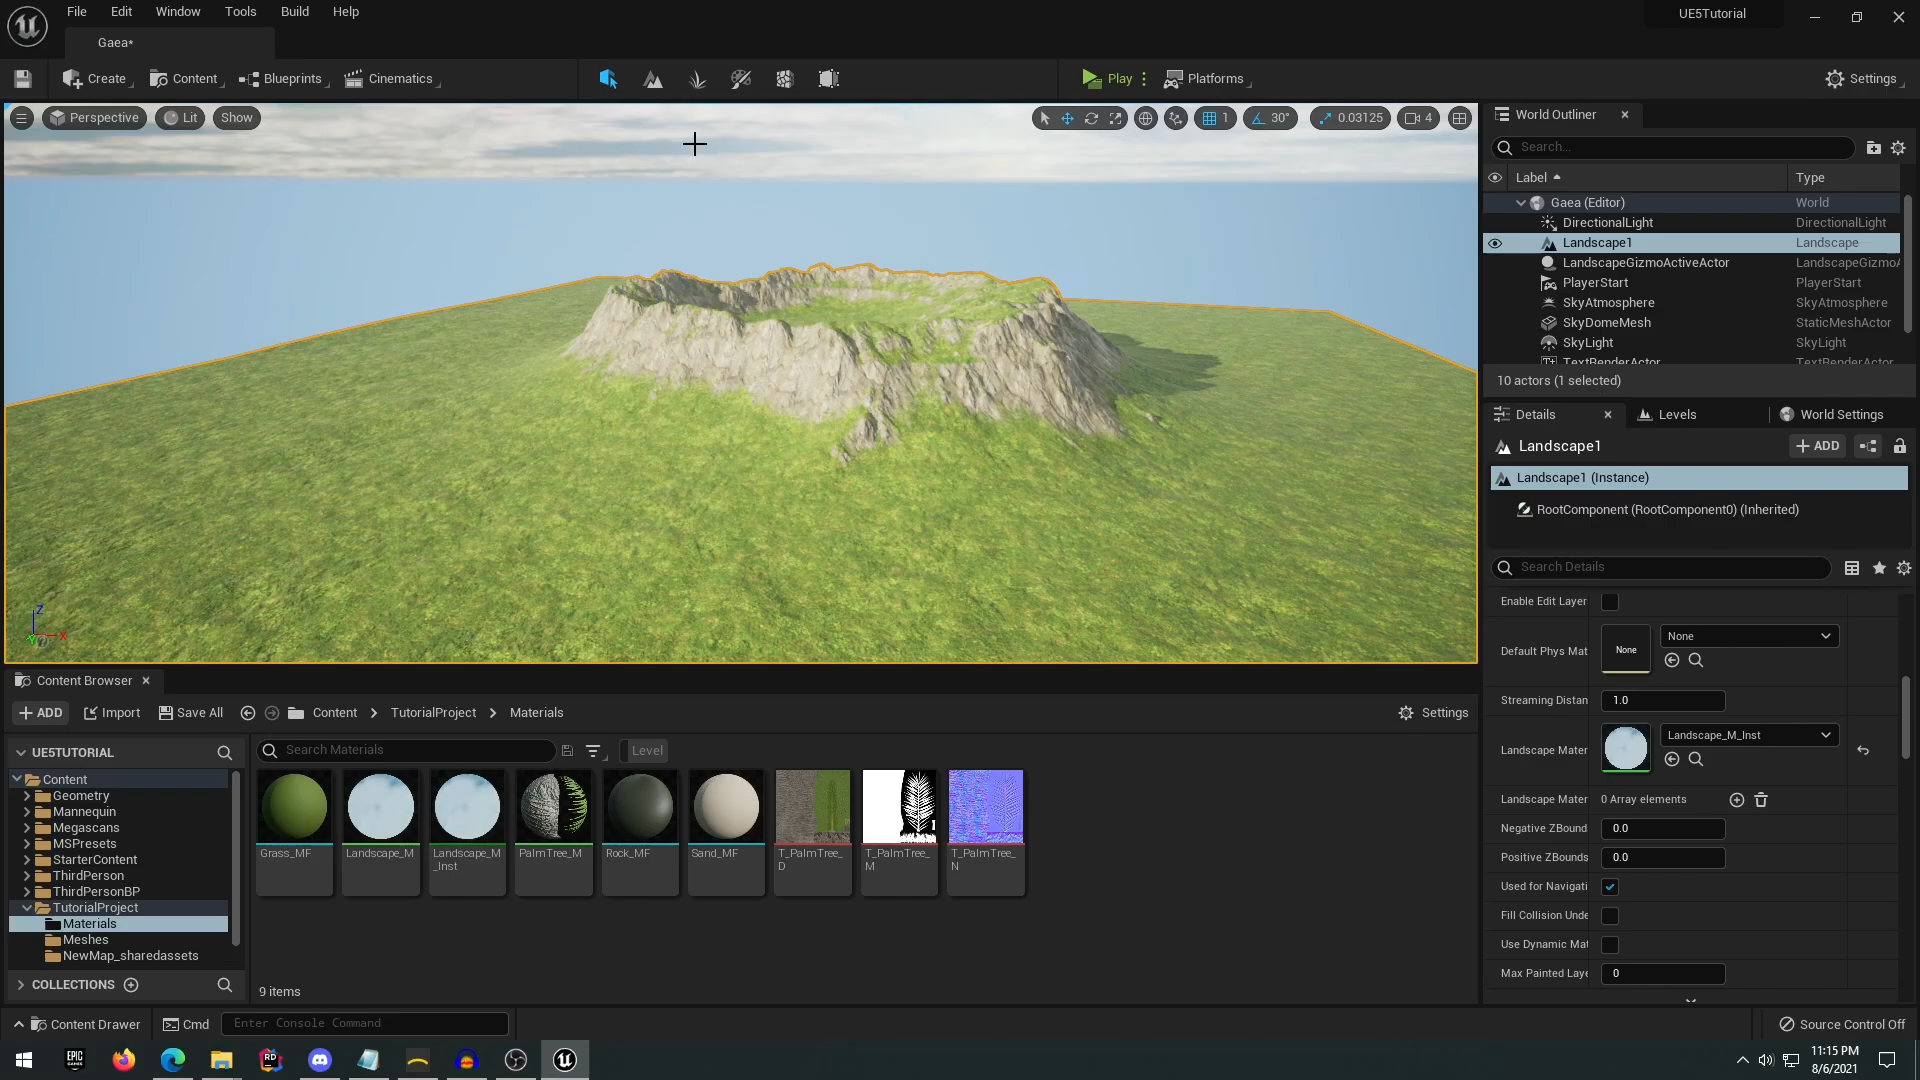 File Edit Window Tools Build Help
UE5Tutorial
Gaea*
Create Content Blueprints Cinematics
Play Platforms Settings
Perspective Lit Show
1 30° 0.03125 4
World Outliner
Search...
Label Type
Gaea (Editor) World
DirectionalLight DirectionalLight
Landscape1 Landscape
LandscapeGizmoActiveActor LandscapeGizmoA
PlayerStart PlayerStart
SkyAtmosphere SkyAtmosphere
SkyDomeMesh StaticMeshActor
SkyLight SkyLight
TextRenderActor TextRenderActor
10 actors (1 selected)
Details Levels World Settings
Landscape1 ADD
Landscape1 (Instance)
RootComponent (RootComponent0) (Inherited)
Search Details
Enable Edit Layer
Default Phys Mat None None
Streaming Distan 1.0
Landscape Mater Landscape_M_Inst
Landscape Mater 0 Array elements
Negative ZBound 0.0
Positive ZBounds 0.0
Used for Navigati
Fill Collision Unde
Use Dynamic Mat
Max Painted Laye 0
Z
X
Y
Content Browser
ADD Import Save All Content TutorialProject Materials Settings
UE5TUTORIAL
Search Materials Level
Content
Geometry
Mannequin
Megascans
MSPresets
StarterContent
ThirdPerson
ThirdPersonBP
TutorialProject
Materials
Meshes
NewMap_sharedassets
COLLECTIONS
Grass_MF
Landscape_M
Landscape_M
_Inst
PalmTree_M
Rock_MF
Sand_MF
T_PalmTree_
D
T_PalmTree_
M
T_PalmTree_
N
9 items
Content Drawer Cmd Enter Console Command Source Control Off
EPIC
GAMES
RD
11:15 PM
8/6/2021